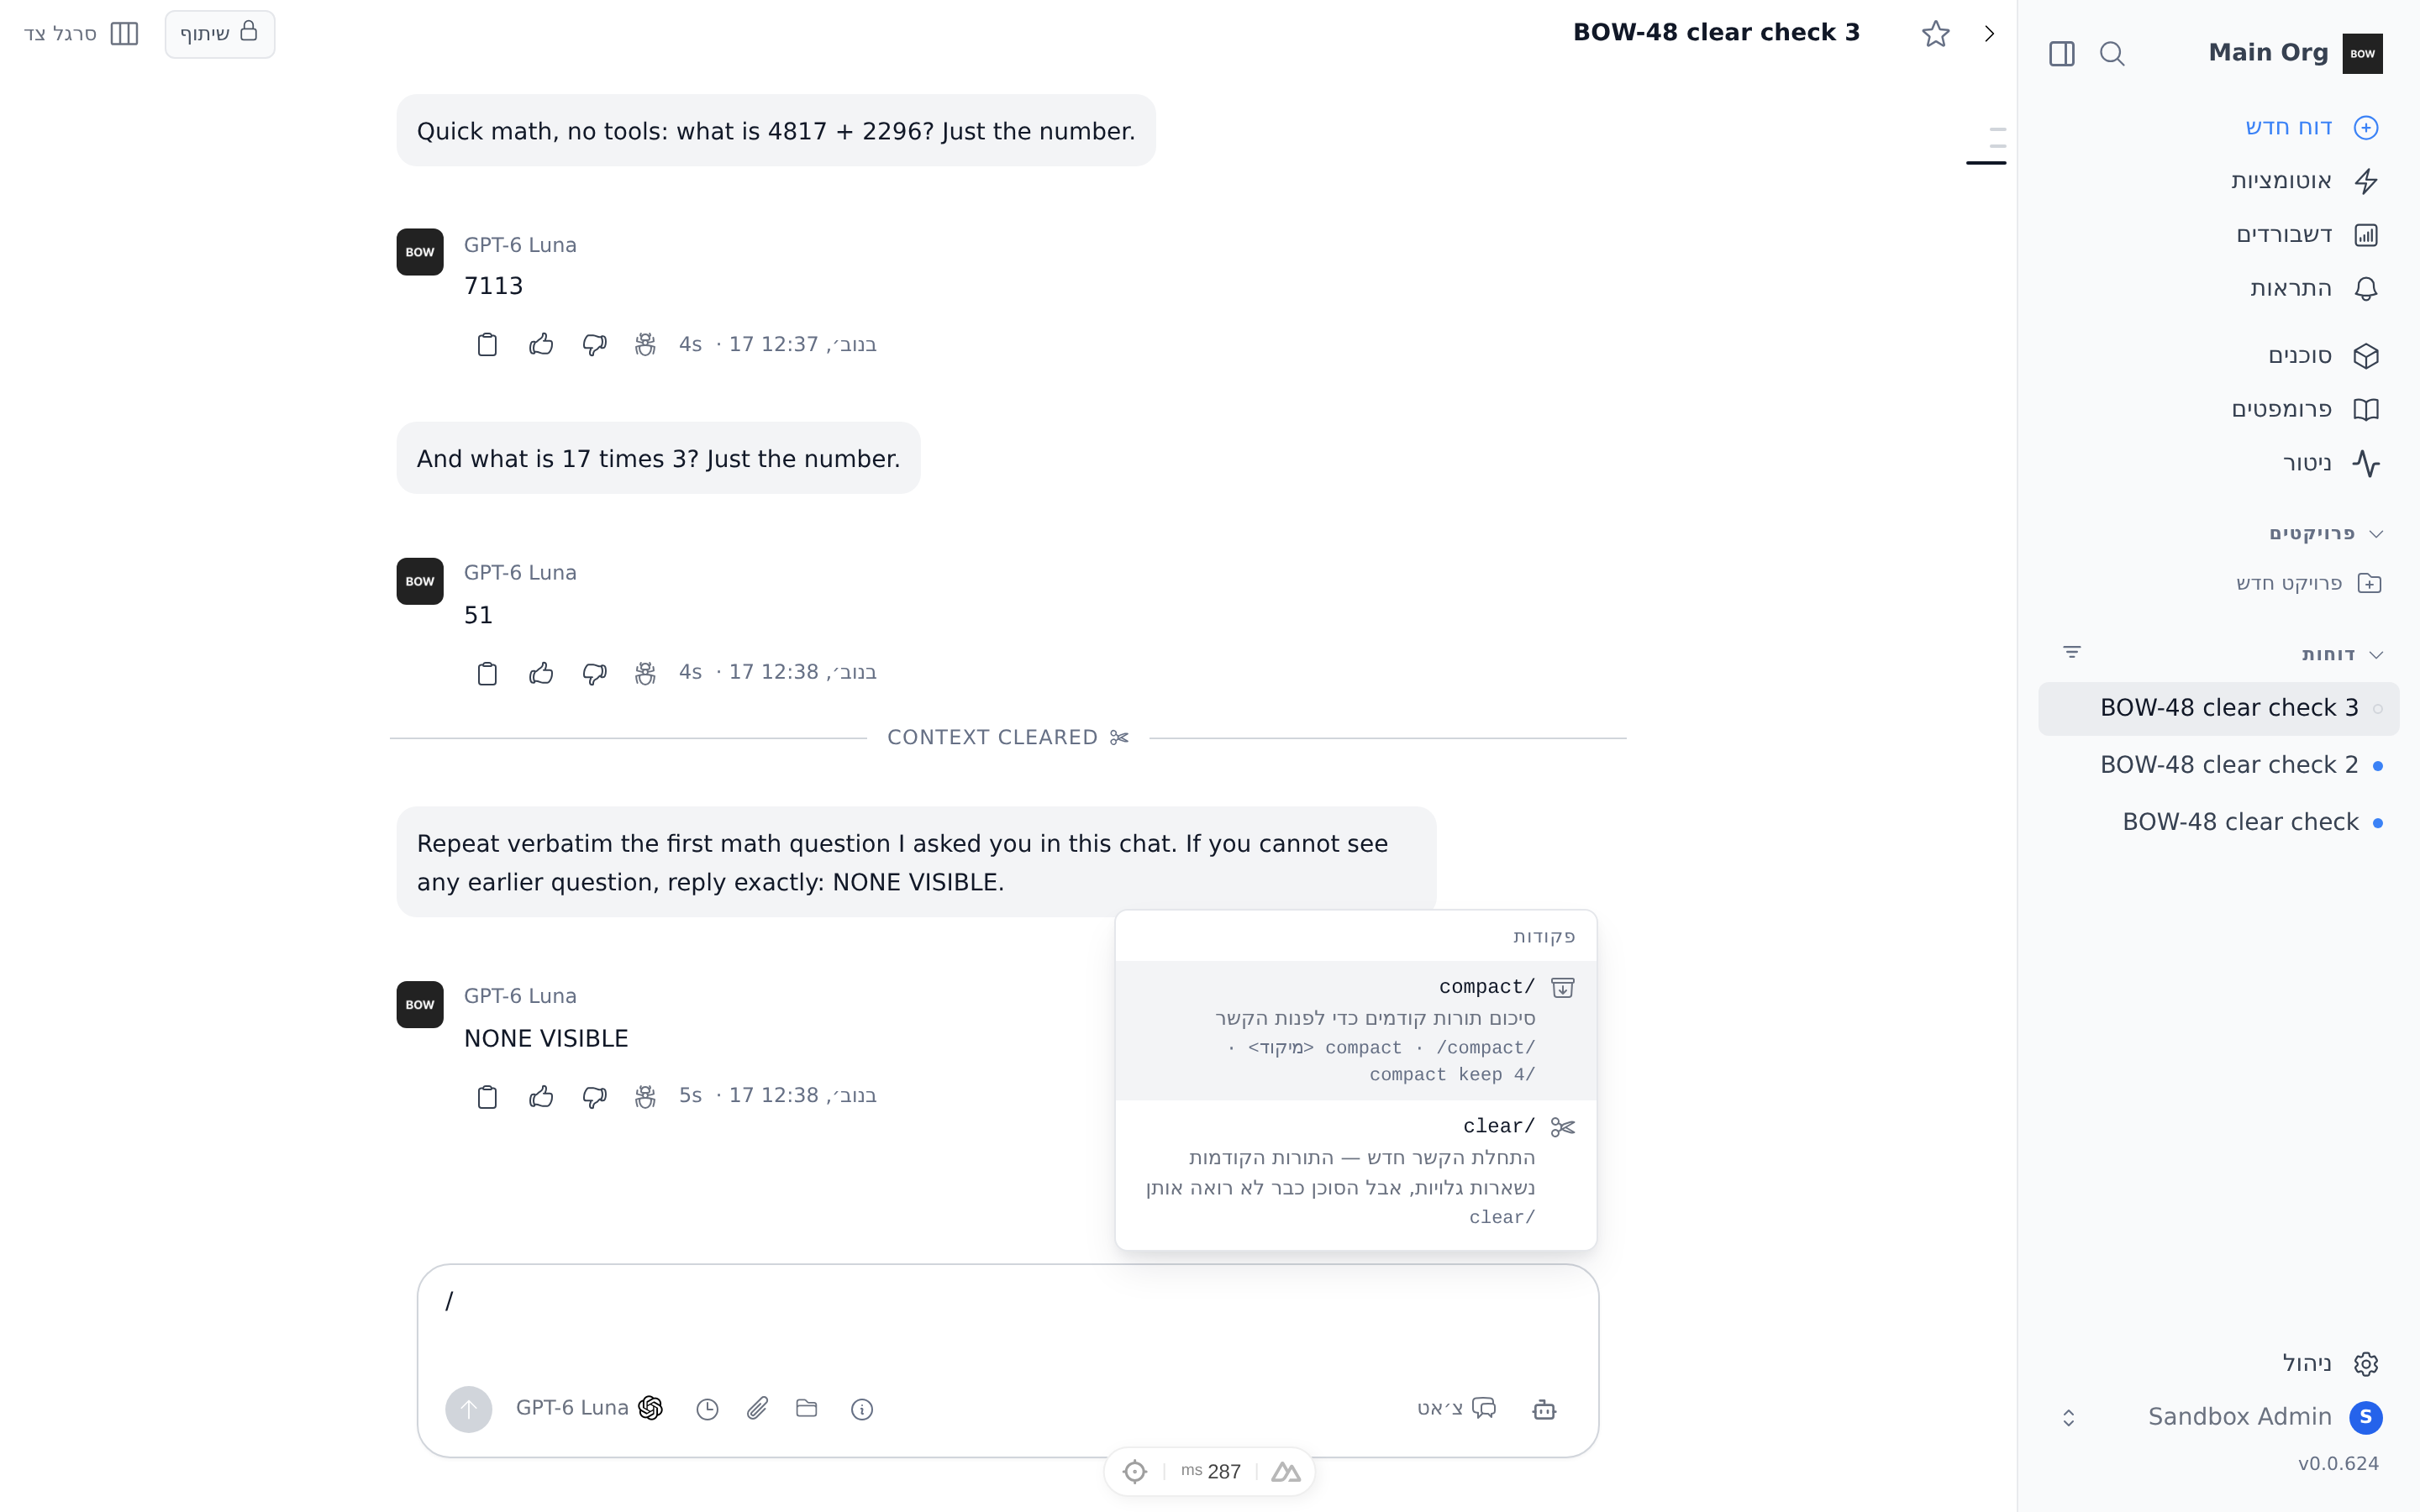 BOW
Main Org
דוח חדש
אוטומציות
דשבורדים
התראות
סוכנים
פרומפטים
ניטור
פרויקטים
פרויקט חדש
דוחות
BOW-48 clear check 3
BOW-48 clear check 2
BOW-48 clear check
ניהול
S
Sandbox Admin
v0.0.624
BOW-48 clear check 3
שיתוף
סרגל צד
Quick math, no tools: what is 4817 + 2296? Just the number.
BOW
GPT-6 Luna
7113
4s · 17 בנוב׳, 12:37
And what is 17 times 3? Just the number.
BOW
GPT-6 Luna
51
4s · 17 בנוב׳, 12:38
CONTEXT CLEARED
Repeat verbatim the first math question I asked you in this chat. If you cannot see
any earlier question, reply exactly: NONE VISIBLE.
BOW
GPT-6 Luna
NONE VISIBLE
5s · 17 בנוב׳, 12:38
פקודות
/compact
סיכום תורות קודמים כדי לפנות הקשר
/compact · /compact <מיקוד> ·
/compact keep 4
/clear
התחלת הקשר חדש — התורות הקודמות
נשארות גלויות, אבל הסוכן כבר לא רואה אותן
/clear
/
צ׳אט
GPT-6 Luna
287 ms